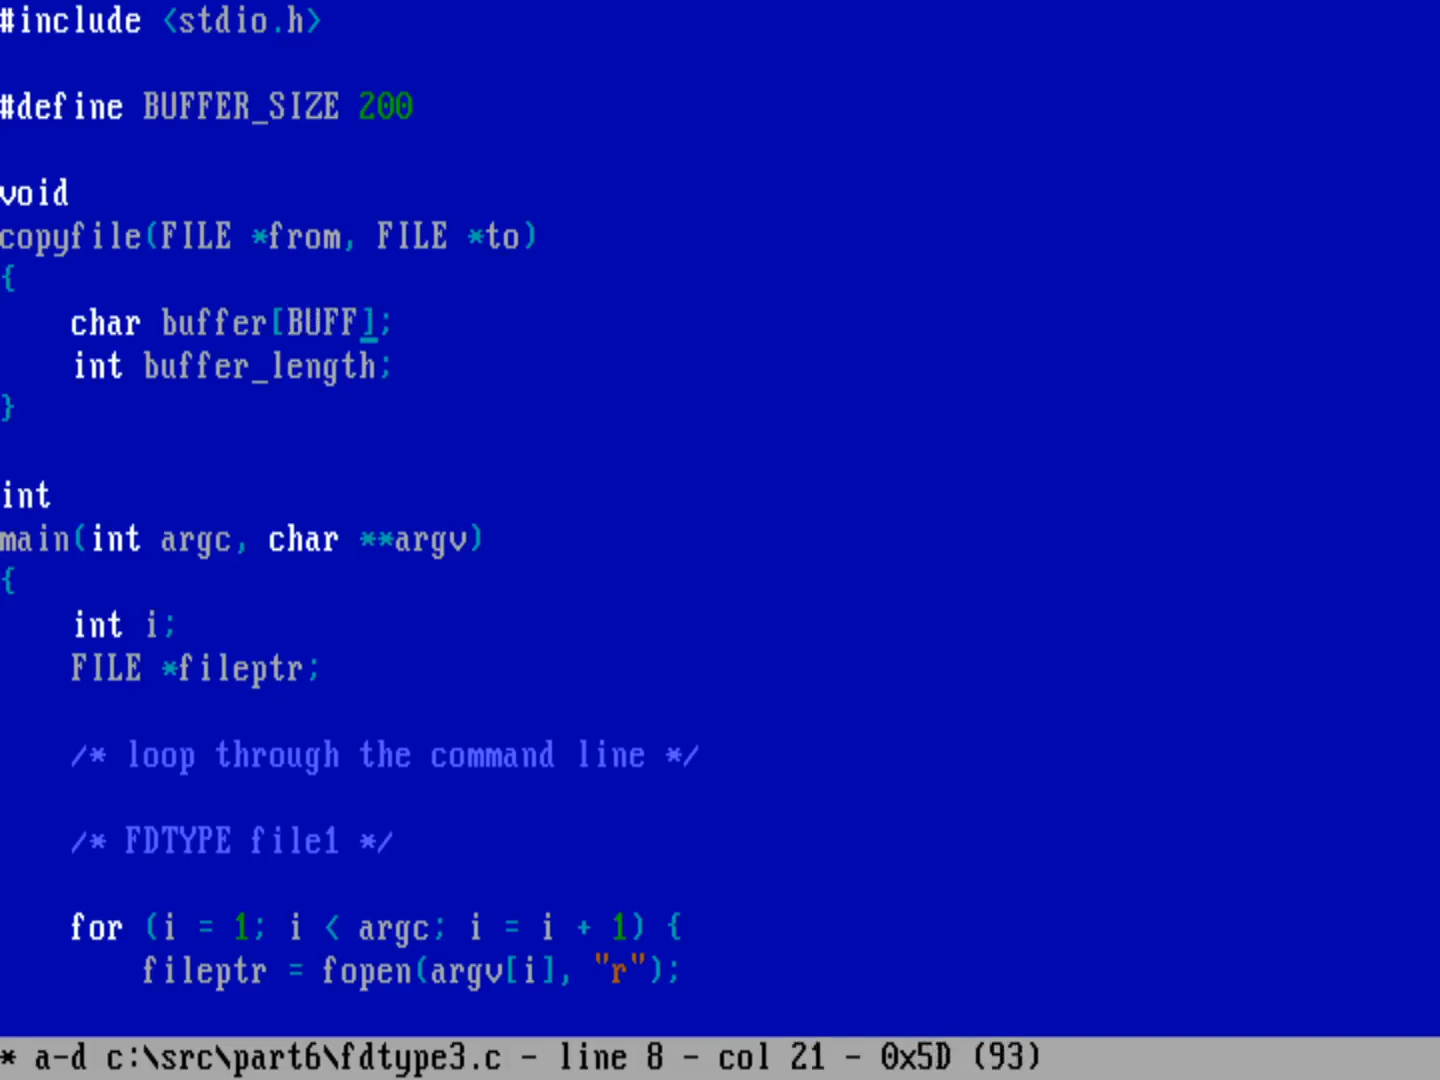 #include <stdio.h>
#define BUFFER_SIZE 200
void
copyfile(FILE *from, FILE *to)
{
    char buffer[BUFF];
    int buffer_length;
}
int
main(int argc, char **argv)
{
    int i;
    FILE *fileptr;
    /* loop through the command line */
    /* FDTYPE file1 */
    for (i = 1; i < argc; i = i + 1) {
        fileptr = fopen(argv[i], "r");
* a-d c:\src\part6\fdtype3.c - line 8 - col 21 - 0x5D (93)